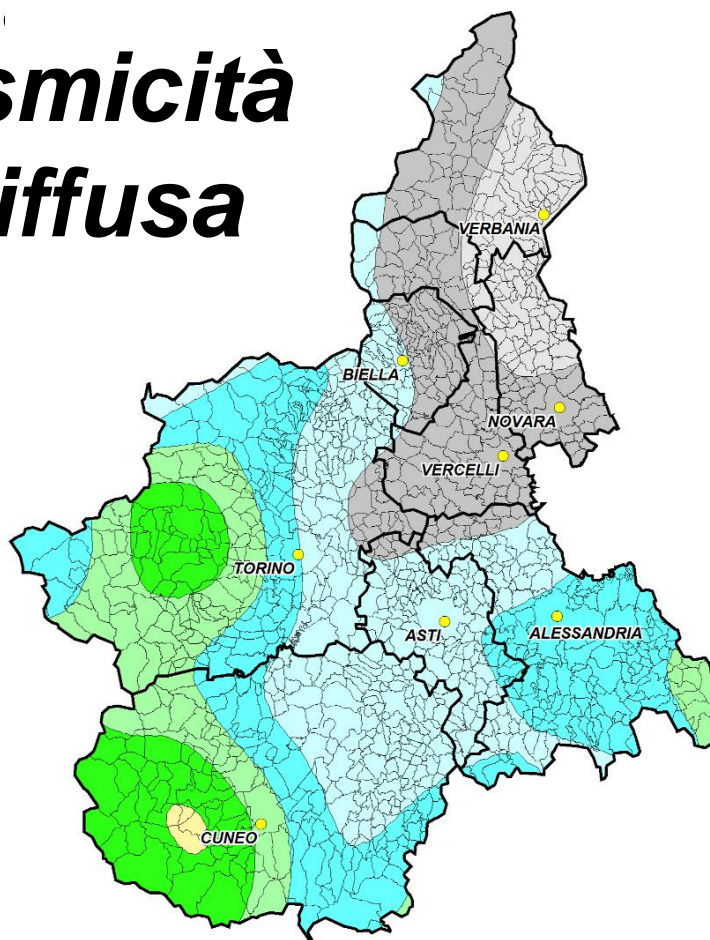 smicità
iffusa
VERBANIA
BIELLA
NOVARA
VERCELLI
TORINO
ASTI
ALESSANDRIA
CUNEO